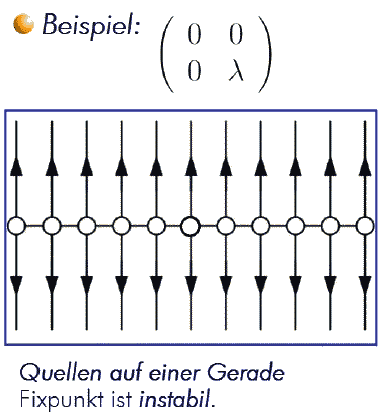 Beispiel: ( 0 0
0 λ )
Quellen auf einer Gerade
Fixpunkt ist instabil.